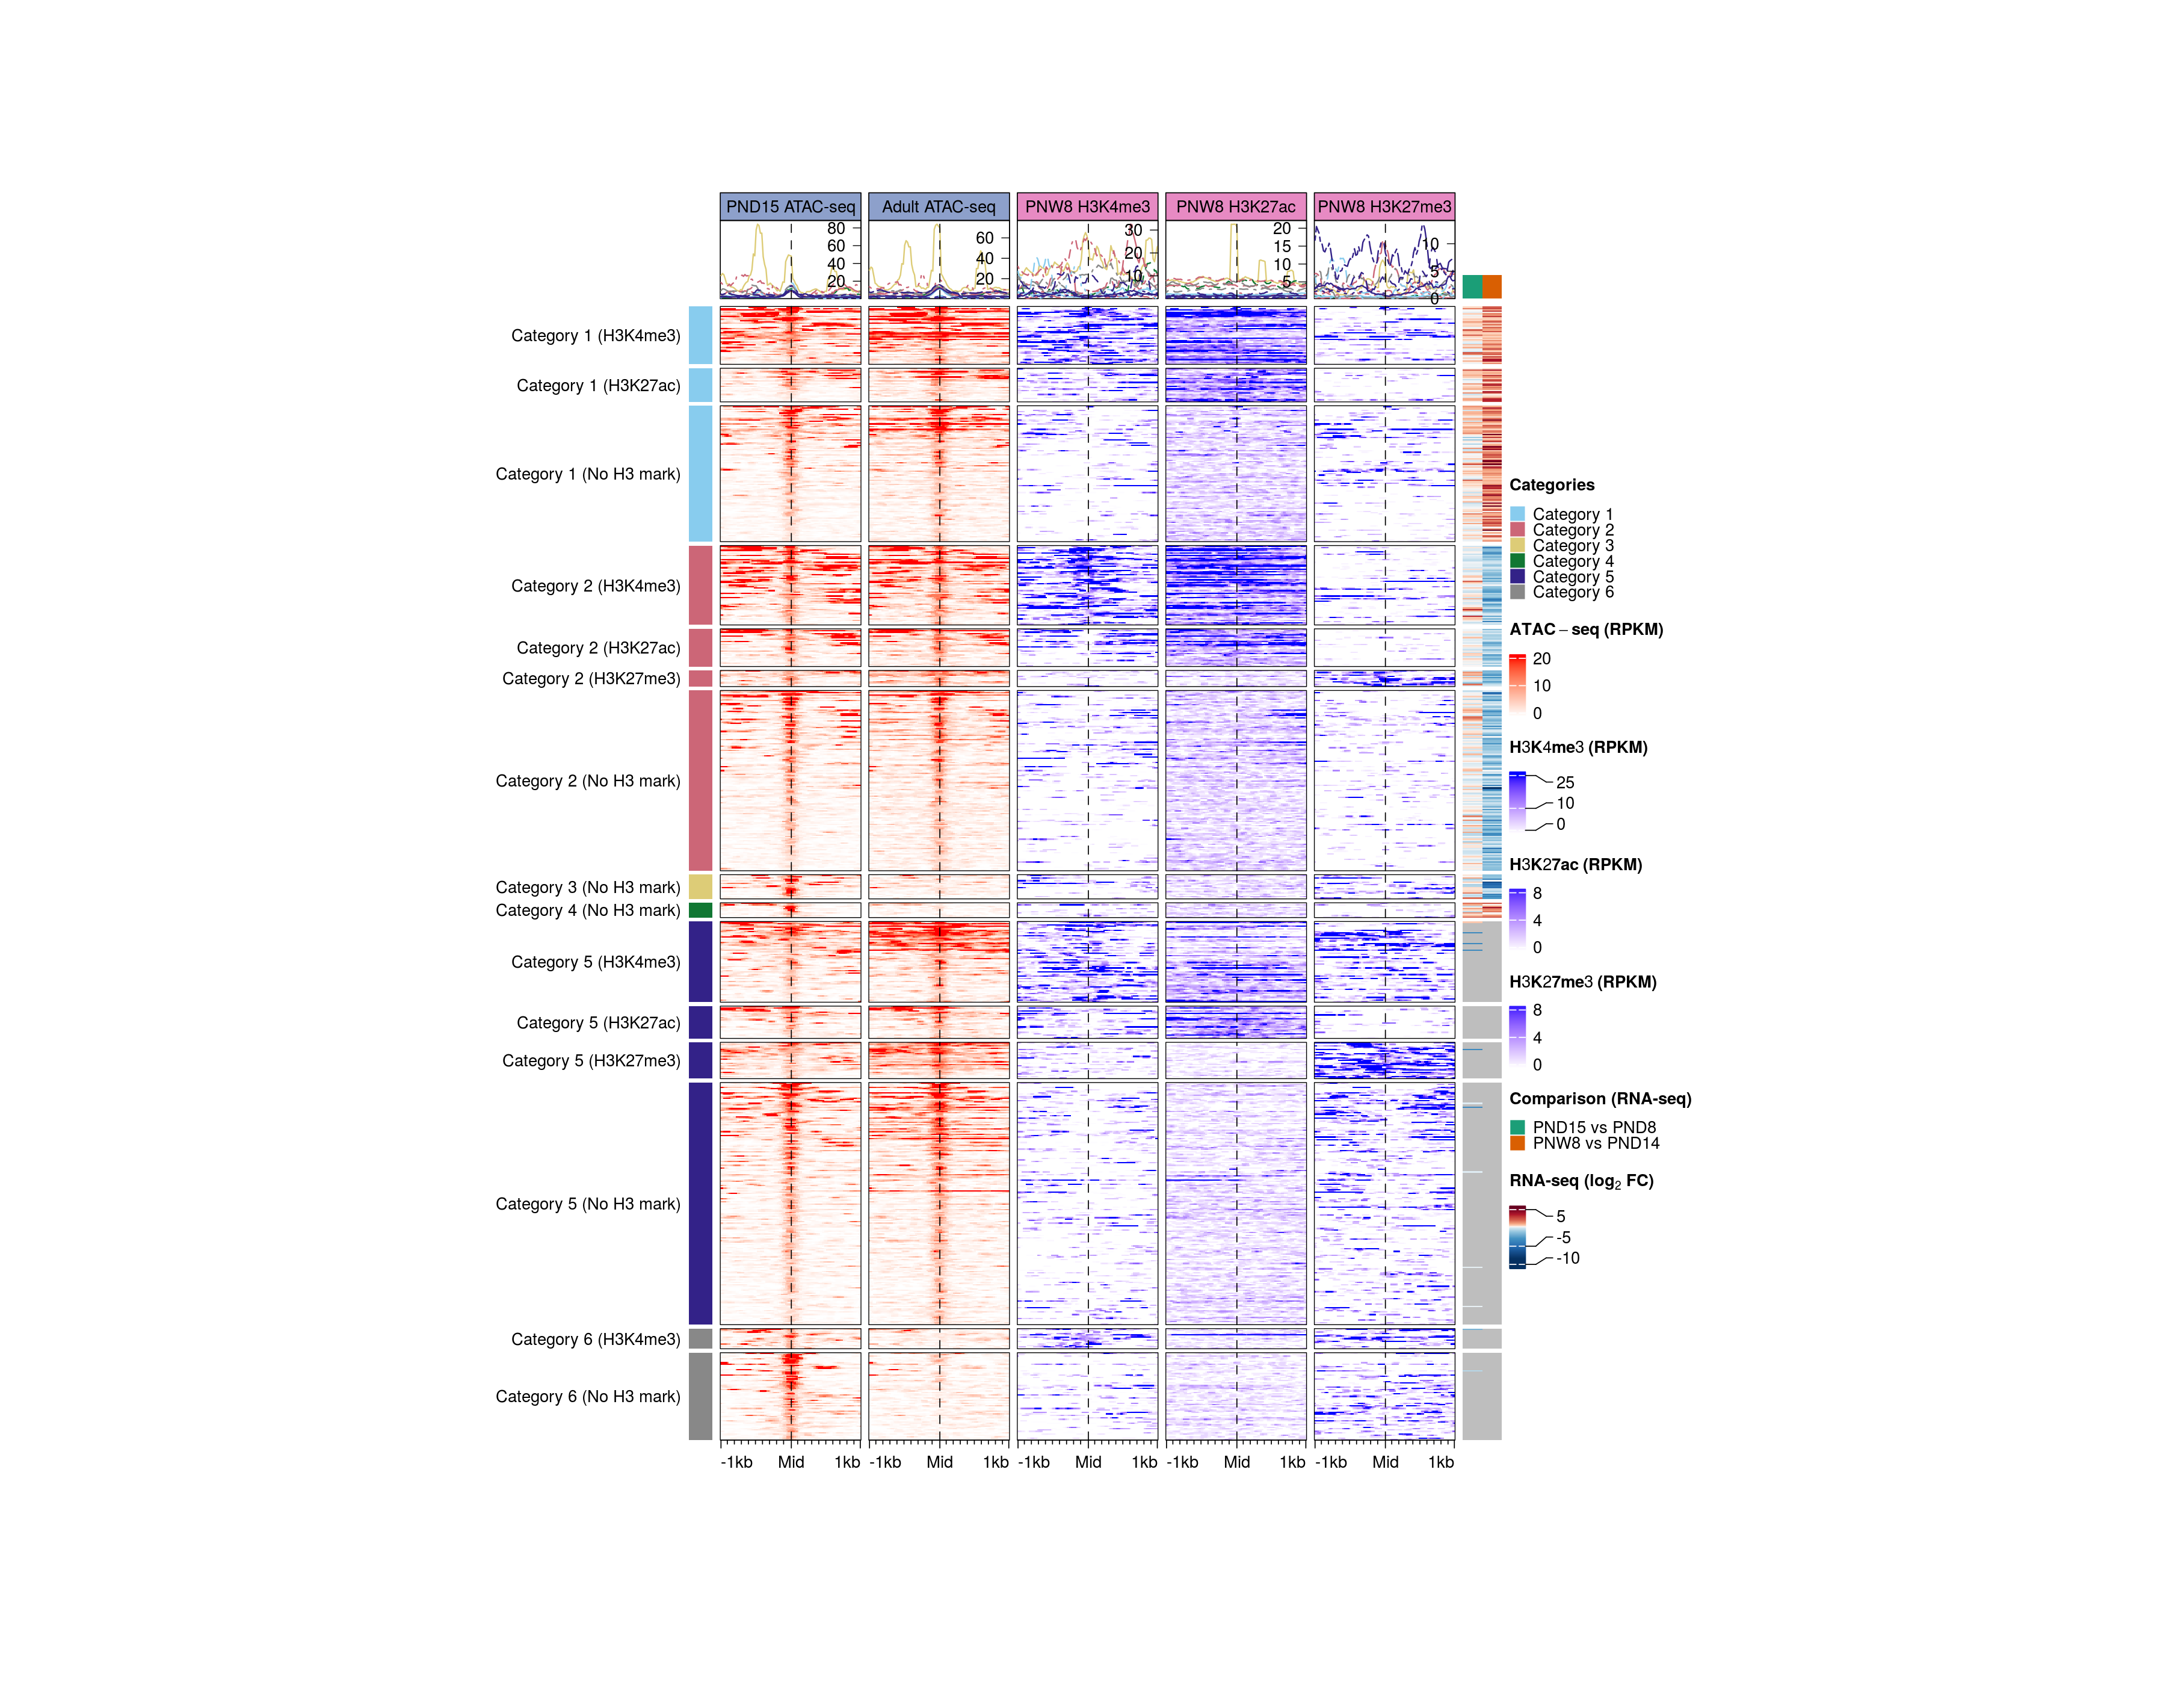 PND15 ATAC-seq
Adult ATAC-seq
PNW8 H3K4me3
PNW8 H3K27ac
PNW8 H3K27me3
80
60
40
20
60
40
20
30
20
10
20
15
10
5
10
5
0
Category 1 (H3K4me3)
Category 1 (H3K27ac)
Category 1 (No H3 mark)
Category 2 (H3K4me3)
Category 2 (H3K27ac)
Category 2 (H3K27me3)
Category 2 (No H3 mark)
Category 3 (No H3 mark)
Category 4 (No H3 mark)
Category 5 (H3K4me3)
Category 5 (H3K27ac)
Category 5 (H3K27me3)
Category 5 (No H3 mark)
Category 6 (H3K4me3)
Category 6 (No H3 mark)
-1kb Mid 1kb
-1kb Mid 1kb
-1kb Mid 1kb
-1kb Mid 1kb
-1kb Mid 1kb
Categories
Category 1
Category 2
Category 3
Category 4
Category 5
Category 6
ATAC–seq (RPKM)
20
10
0
H3K4me3 (RPKM)
25
10
0
H3K27ac (RPKM)
8
4
0
H3K27me3 (RPKM)
8
4
0
Comparison (RNA-seq)
PND15 vs PND8
PNW8 vs PND14
RNA-seq (log₂ FC)
5
-5
-10